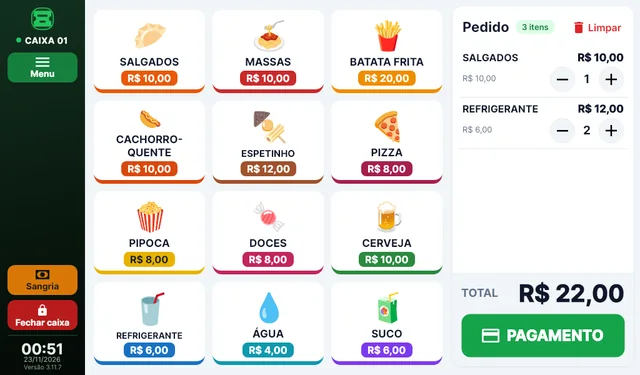 CAIXA 01
Menu
Sangria
Fechar caixa
00:51
23/11/2026
Versão 3.11.7
SALGADOS
R$ 10,00
MASSAS
R$ 10,00
BATATA FRITA
R$ 20,00
CACHORRO-
QUENTE
R$ 10,00
ESPETINHO
R$ 12,00
PIZZA
R$ 8,00
PIPOCA
R$ 8,00
DOCES
R$ 8,00
CERVEJA
R$ 10,00
REFRIGERANTE
R$ 6,00
ÁGUA
R$ 4,00
SUCO
R$ 6,00
Pedido 3 itens Limpar
SALGADOS R$ 10,00
R$ 10,00 1
REFRIGERANTE R$ 12,00
R$ 6,00 2
TOTAL R$ 22,00
PAGAMENTO